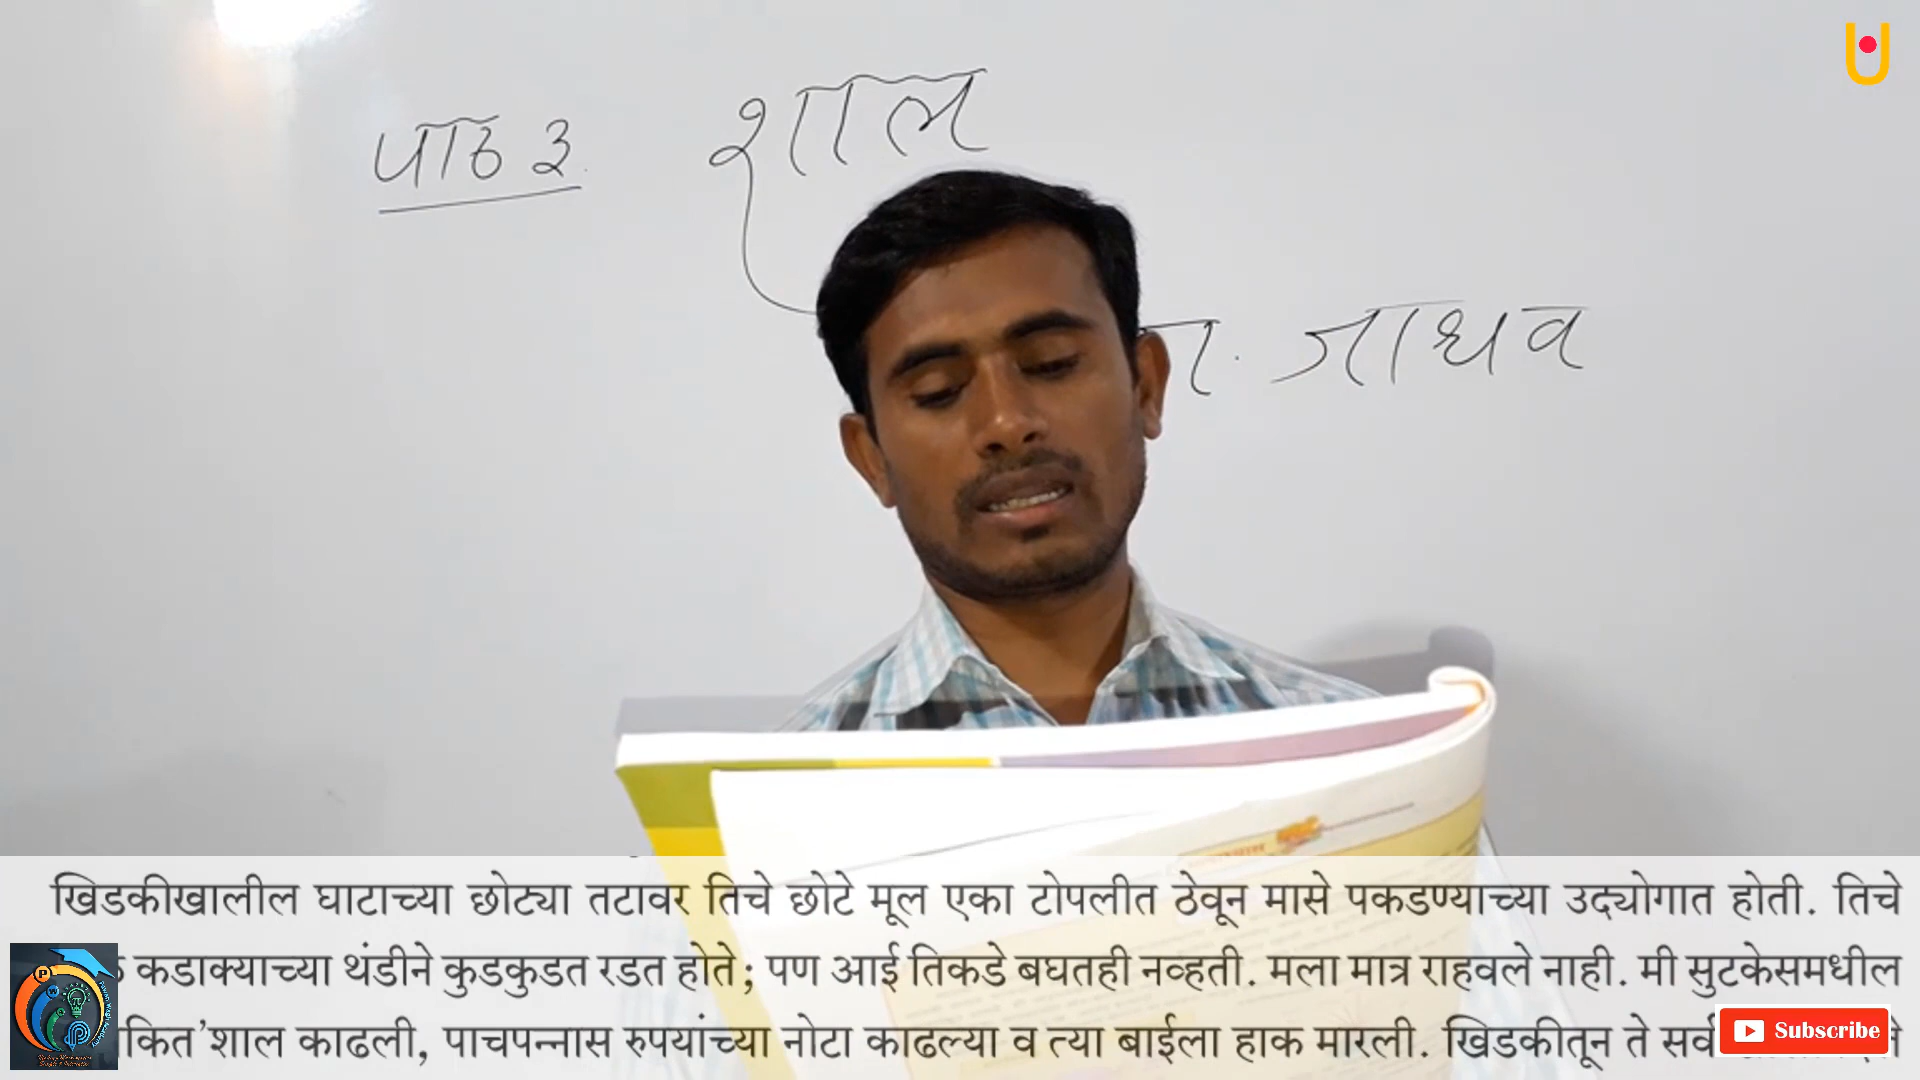 पाठ ३. शाल
ग. जाधव
खिडकीखालील घाटाच्या छोट्या तटावर तिचे छोटे मूल एका टोपलीत ठेवून मासे पकडण्याच्या उद्योगात होती. तिचे
कडाक्याच्या थंडीने कुडकुडत रडत होते; पण आई तिकडे बघतही नव्हती. मला मात्र राहवले नाही. मी सुटकेसमधील
कित शाल काढली, पाचपन्नास रुपयांच्या नोटा काढल्या व त्या बाईला हाक मारली. खिडकीतून ते सर्व
Subscribe